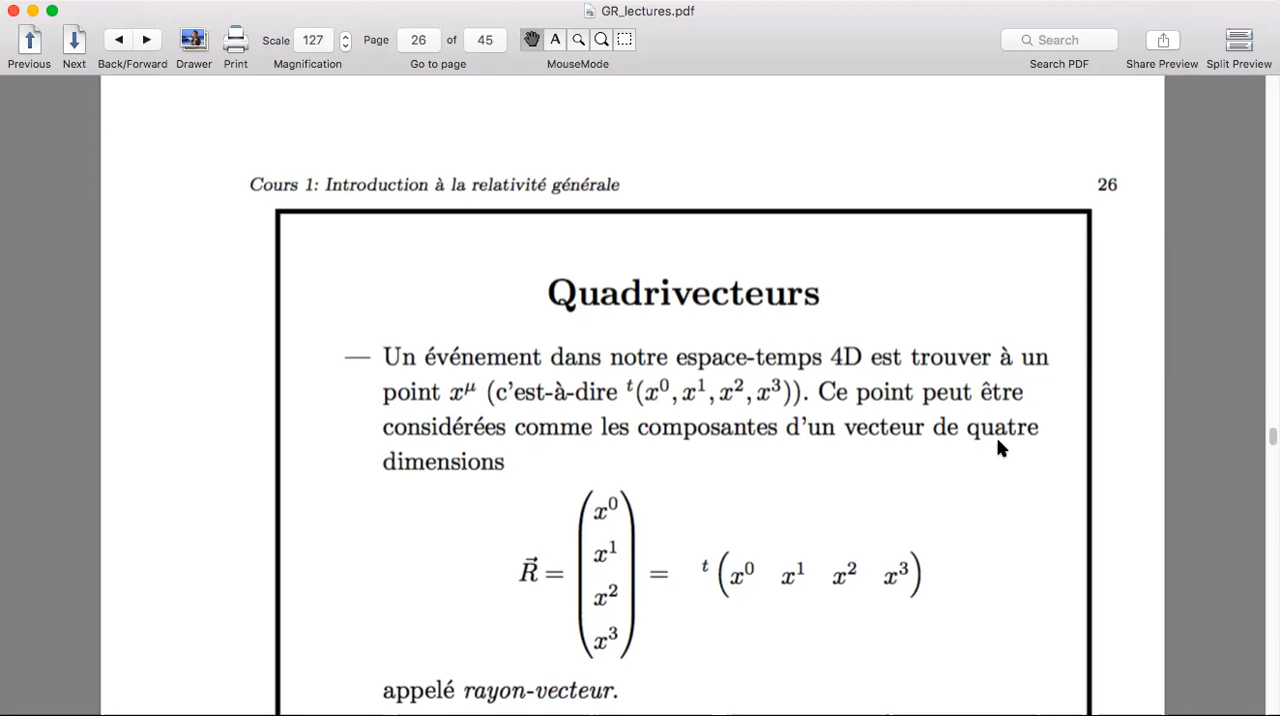 GR_lectures.pdf
Scale 127 Page 26 of 45 A Search
Previous Next Back/Forward Drawer Print Magnification Go to page MouseMode Search PDF Share Preview Split Preview
Cours 1: Introduction à la relativité générale 26
Quadrivecteurs
— Un événement dans notre espace-temps 4D est trouver à un
point x^μ (c'est-à-dire ^t(x^0, x^1, x^2, x^3)). Ce point peut être
considérées comme les composantes d'un vecteur de quatre
dimensions
x^0
x^1
R⃗ = = ^t (x^0 x^1 x^2 x^3)
x^2
x^3
appelé rayon-vecteur.